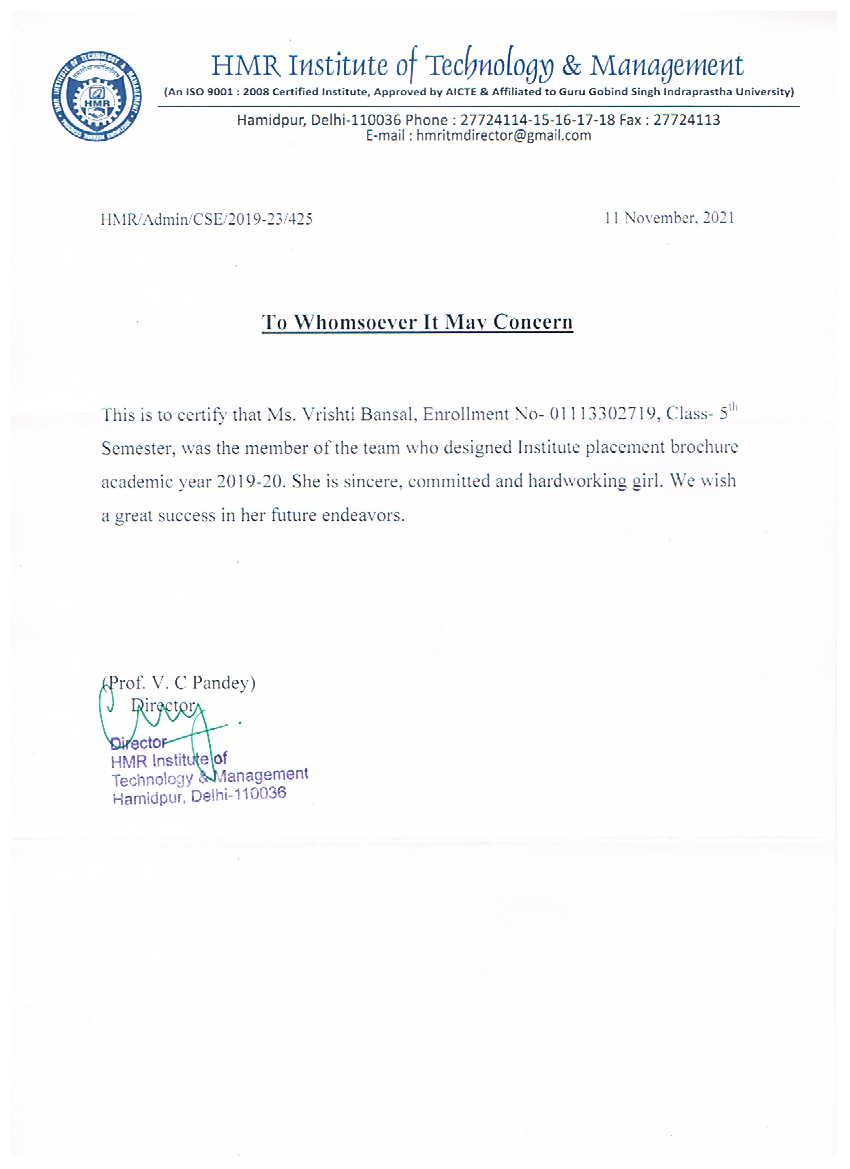 HMR Institute of Technology & Management
(An ISO 9001 : 2008 Certified Institute, Approved by AICTE & Affiliated to Guru Gobind Singh Indraprastha University)
Hamidpur, Delhi-110036 Phone : 27724114-15-16-17-18 Fax : 27724113
E-mail : hmritmdirector@gmail.com
HMR INSTITUTE OF TECHNOLOGY & MANAGEMENT
HMR
HMR/Admin/CSE/2019-23/425
11 November, 2021
To Whomsoever It May Concern
This is to certify that Ms. Vrishti Bansal, Enrollment No- 01113302719, Class- 5th
Semester, was the member of the team who designed Institute placement brochure
academic year 2019-20. She is sincere, committed and hardworking girl. We wish
a great success in her future endeavors.
(Prof. V. C Pandey)
Director
Director
HMR Institute of
Technology & Management
Hamidpur, Delhi-110036